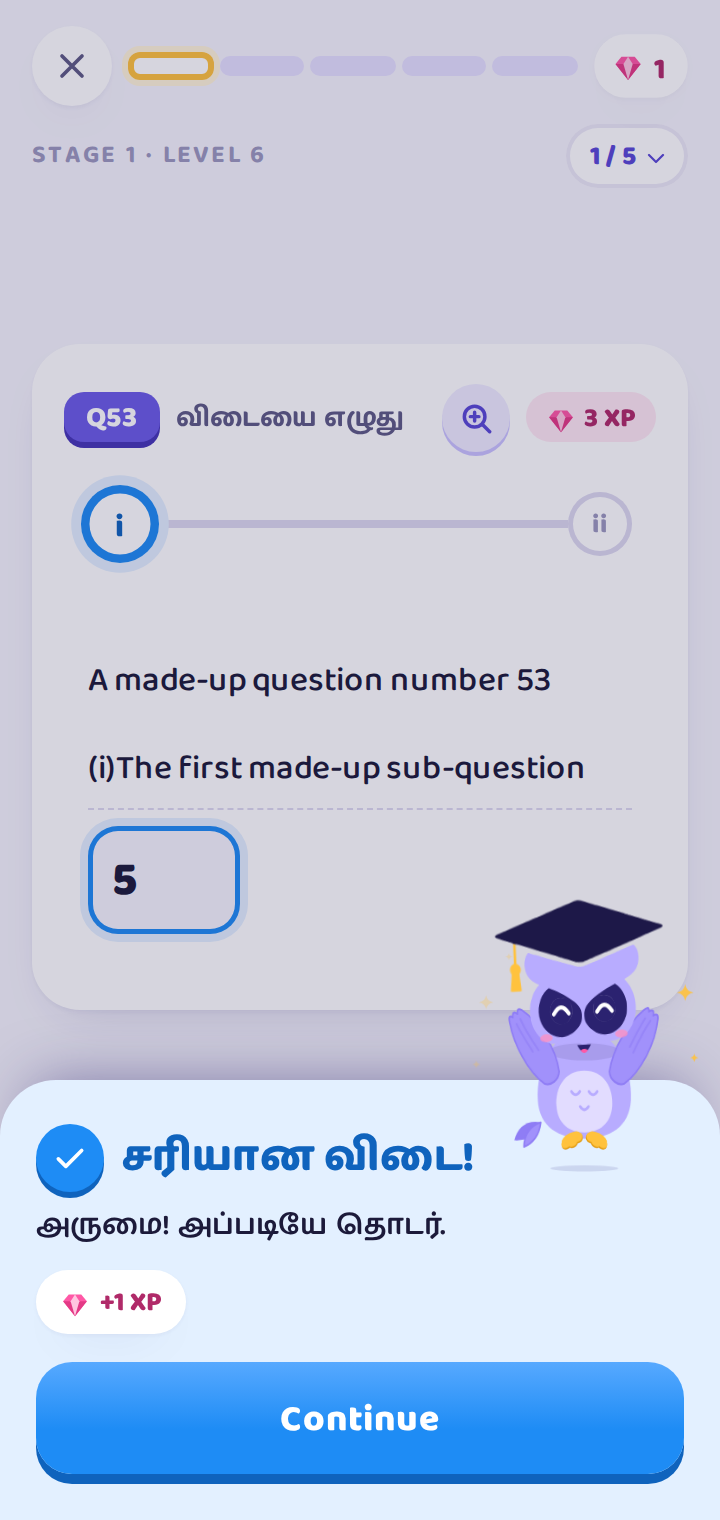 1
STAGE 1 · LEVEL 6
1 / 5
Q53 விடையை எழுது 3 XP
i ii
A made-up question number 53
(i)The first made-up sub-question
5
சரியான விடை!
அருமை! அப்படியே தொடர்.
+1 XP
Continue